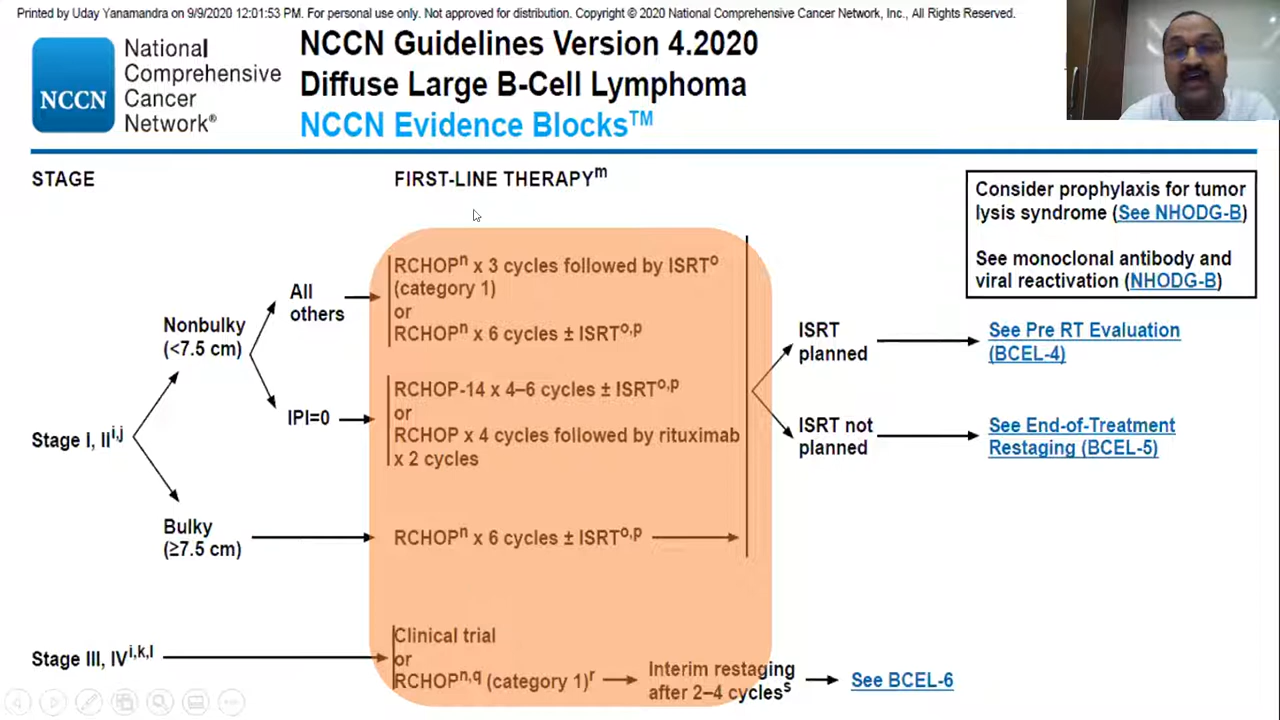 Printed by Uday Yanamandra on 9/9/2020 12:01:53 PM. For personal use only. Not approved for distribution. Copyright © 2020 National Comprehensive Cancer Network, Inc., All Rights Reserved.
NCCN
National
Comprehensive
Cancer
Network®
NCCN Guidelines Version 4.2020
Diffuse Large B-Cell Lymphoma
NCCN Evidence Blocks™
STAGE
FIRST-LINE THERAPYᵐ
Consider prophylaxis for tumor
lysis syndrome (See NHODG-B)
See monoclonal antibody and
viral reactivation (NHODG-B)
Stage I, IIⁱ,ʲ
Nonbulky
(<7.5 cm)
All
others
RCHOPⁿ x 3 cycles followed by ISRTᵒ
(category 1)
or
RCHOPⁿ x 6 cycles ± ISRTᵒ,ᵖ
IPI=0
RCHOP-14 x 4–6 cycles ± ISRTᵒ,ᵖ
or
RCHOP x 4 cycles followed by rituximab
x 2 cycles
Bulky
(≥7.5 cm)
RCHOPⁿ x 6 cycles ± ISRTᵒ,ᵖ
ISRT
planned
See Pre RT Evaluation
(BCEL-4)
ISRT not
planned
See End-of-Treatment
Restaging (BCEL-5)
Stage III, IVⁱ,ᵏ,ˡ
Clinical trial
or
RCHOPⁿ,q (category 1)ʳ
Interim restaging
after 2–4 cyclesˢ
See BCEL-6